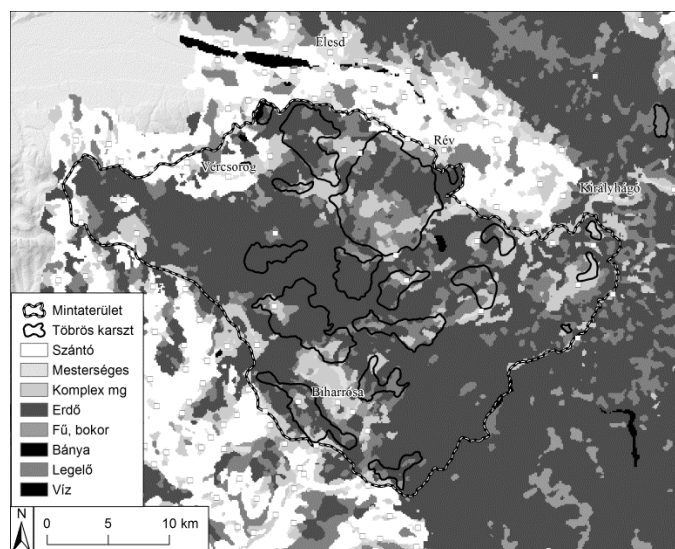 Elesd
Rév
Vércsorog
Királyhágó
Biharrósa
Mintaterület
Töbrös karszt
Szántó
Mesterséges
Komplex mg
Erdő
Fű, bokor
Bánya
Legelő
Víz
N
0 5 10 km